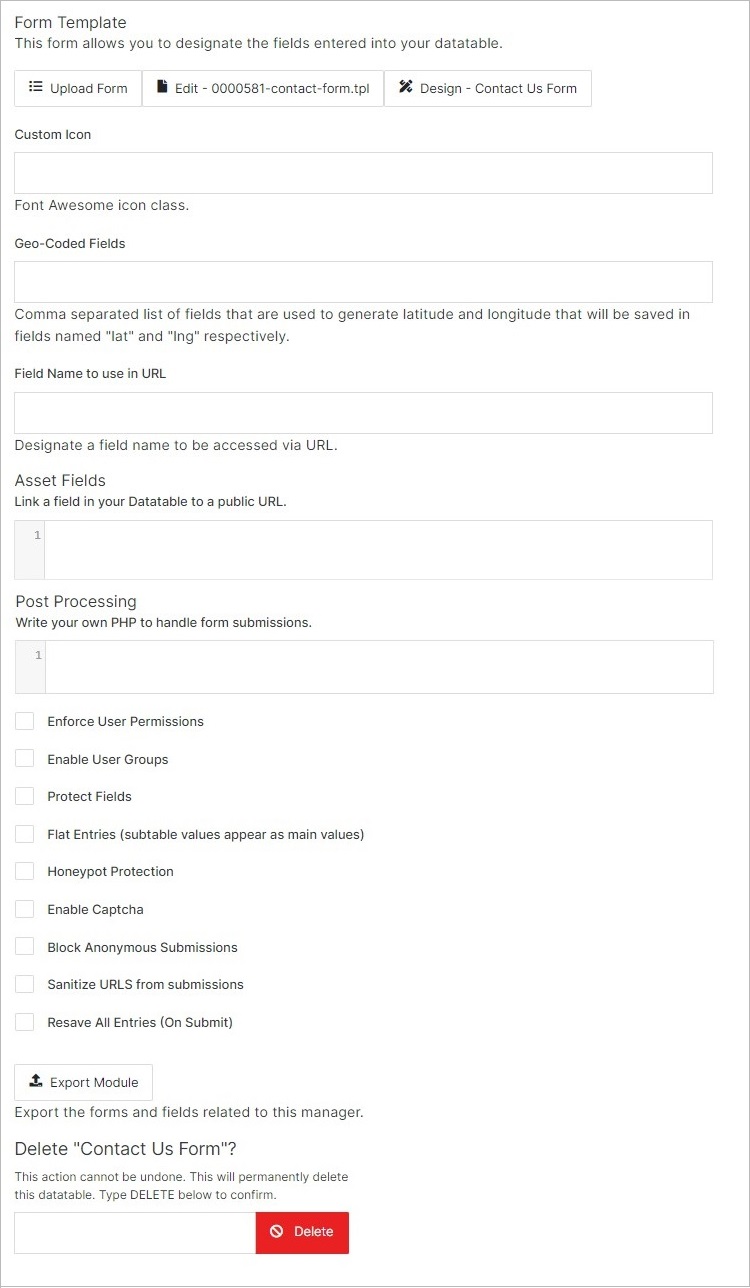 Form Template
This form allows you to designate the fields entered into your datatable.
Upload Form Edit - 0000581-contact-form.tpl Design - Contact Us Form
Custom Icon
Font Awesome icon class.
Geo-Coded Fields
Comma separated list of fields that are used to generate latitude and longitude that will be saved in
fields named "lat" and "lng" respectively.
Field Name to use in URL
Designate a field name to be accessed via URL.
Asset Fields
Link a field in your Datatable to a public URL.
1
Post Processing
Write your own PHP to handle form submissions.
1
Enforce User Permissions
Enable User Groups
Protect Fields
Flat Entries (subtable values appear as main values)
Honeypot Protection
Enable Captcha
Block Anonymous Submissions
Sanitize URLS from submissions
Resave All Entries (On Submit)
Export Module
Export the forms and fields related to this manager.
Delete "Contact Us Form"?
This action cannot be undone. This will permanently delete
this datatable. Type DELETE below to confirm.
Delete